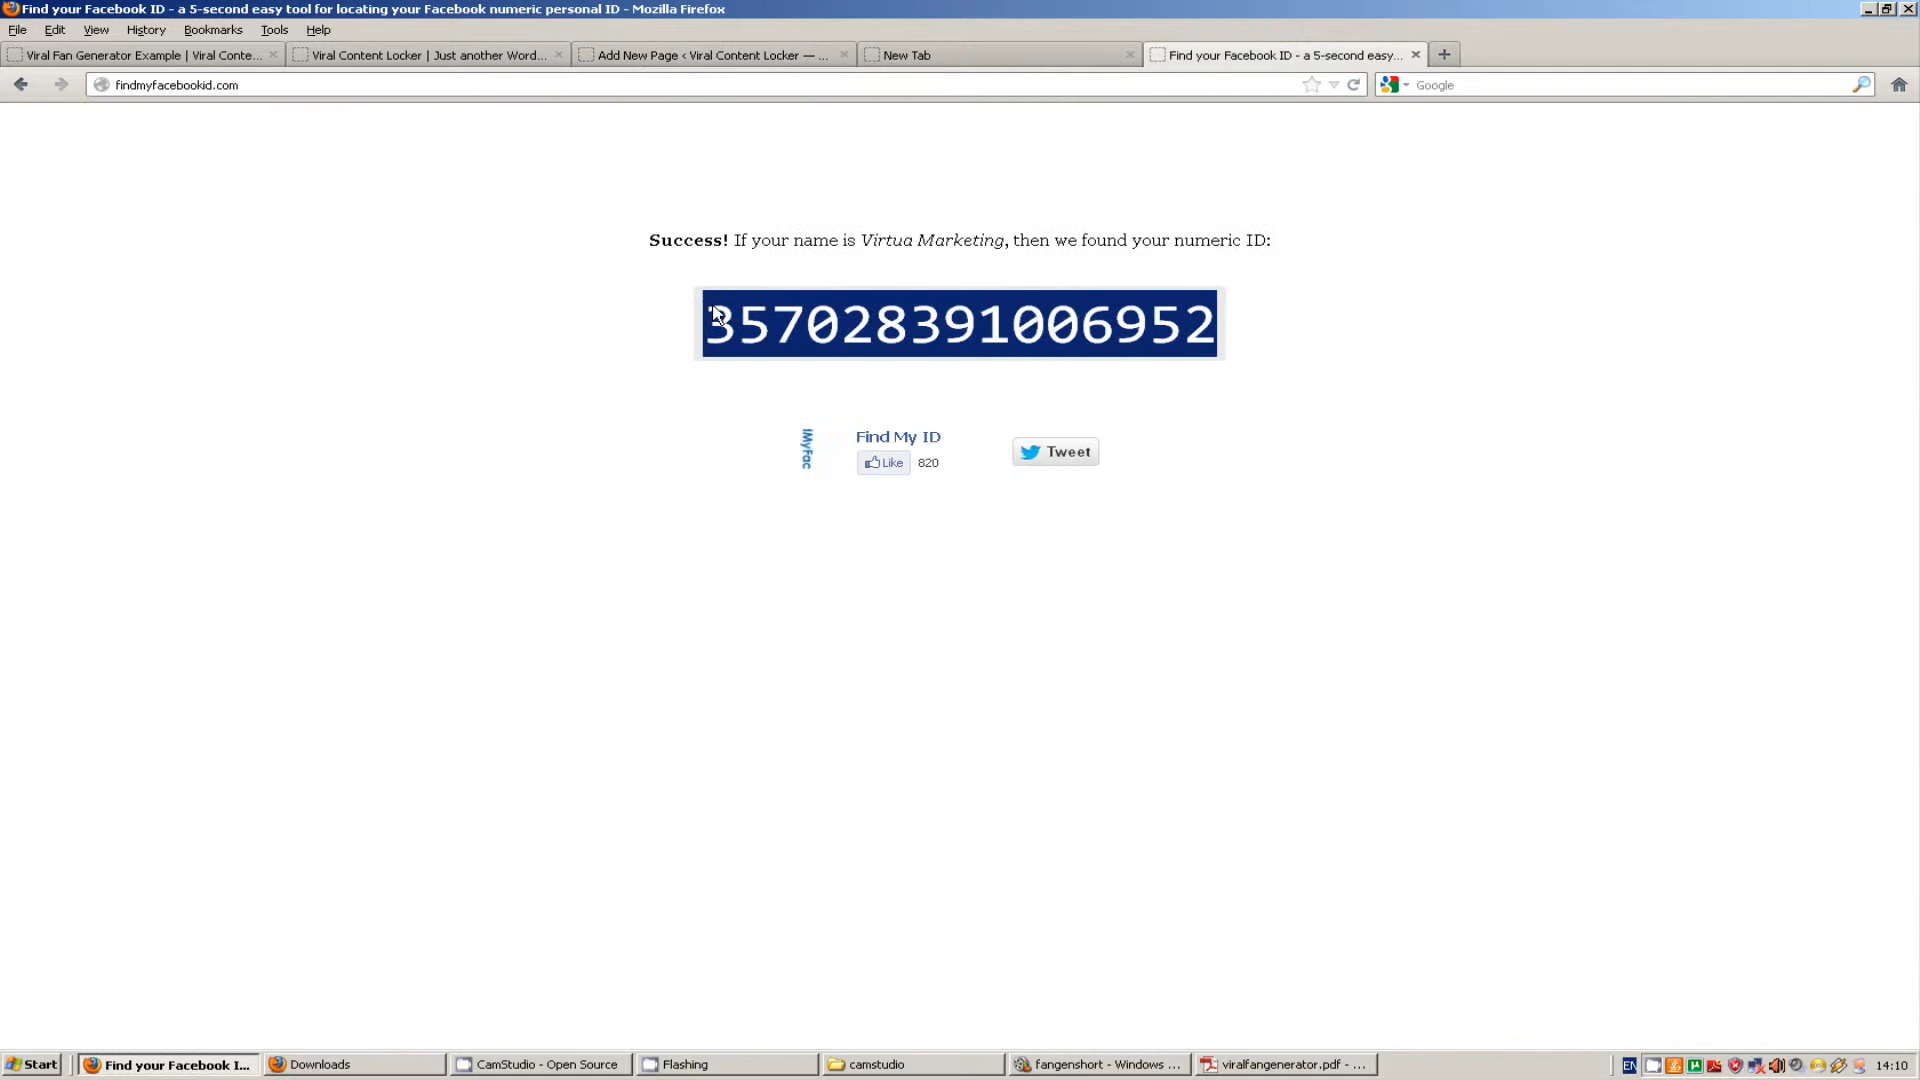 Find your Facebook ID - a 5-second easy tool for locating your Facebook numeric personal ID - Mozilla Firefox
File Edit View History Bookmarks Tools Help
Viral Fan Generator Example | Viral Conte... Viral Content Locker | Just another Word... Add New Page ‹ Viral Content Locker — ... New Tab Find your Facebook ID - a 5-second easy...
findmyfacebookid.com Google
Success! If your name is Virtua Marketing, then we found your numeric ID:
357028391006952
Find My ID
Like 820
Tweet
Start Find your Facebook I... Downloads CamStudio - Open Source Flashing camstudio fangenshort - Windows ... viralfangenerator.pdf - ... EN 14:10